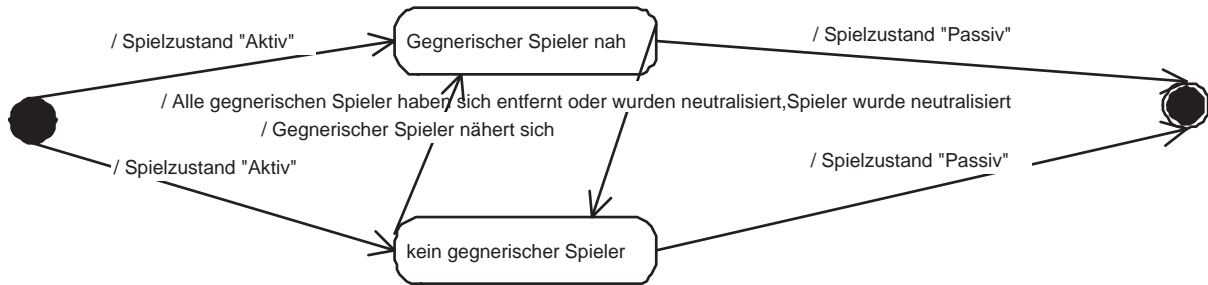 / Spielzustand "Aktiv"
Gegnerischer Spieler nah
/ Spielzustand "Passiv"
/ Alle gegnerischen Spieler haben sich entfernt oder wurden neutralisiert,Spieler wurde neutralisiert
/ Gegnerischer Spieler nähert sich
/ Spielzustand "Aktiv"
/ Spielzustand "Passiv"
kein gegnerischer Spieler